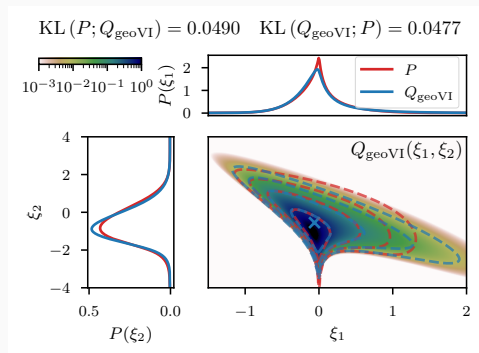 KL (P; Q_geoVI) = 0.0490 KL (Q_geoVI; P) = 0.0477
10⁻³ 10⁻² 10⁻¹ 10⁰
P(ξ₁)
2
1
0
P
Q_geoVI
4
2
0
−2
−4
ξ₂
0.5 0.0
P(ξ₂)
Q_geoVI(ξ₁, ξ₂)
−1 0 1 2
ξ₁